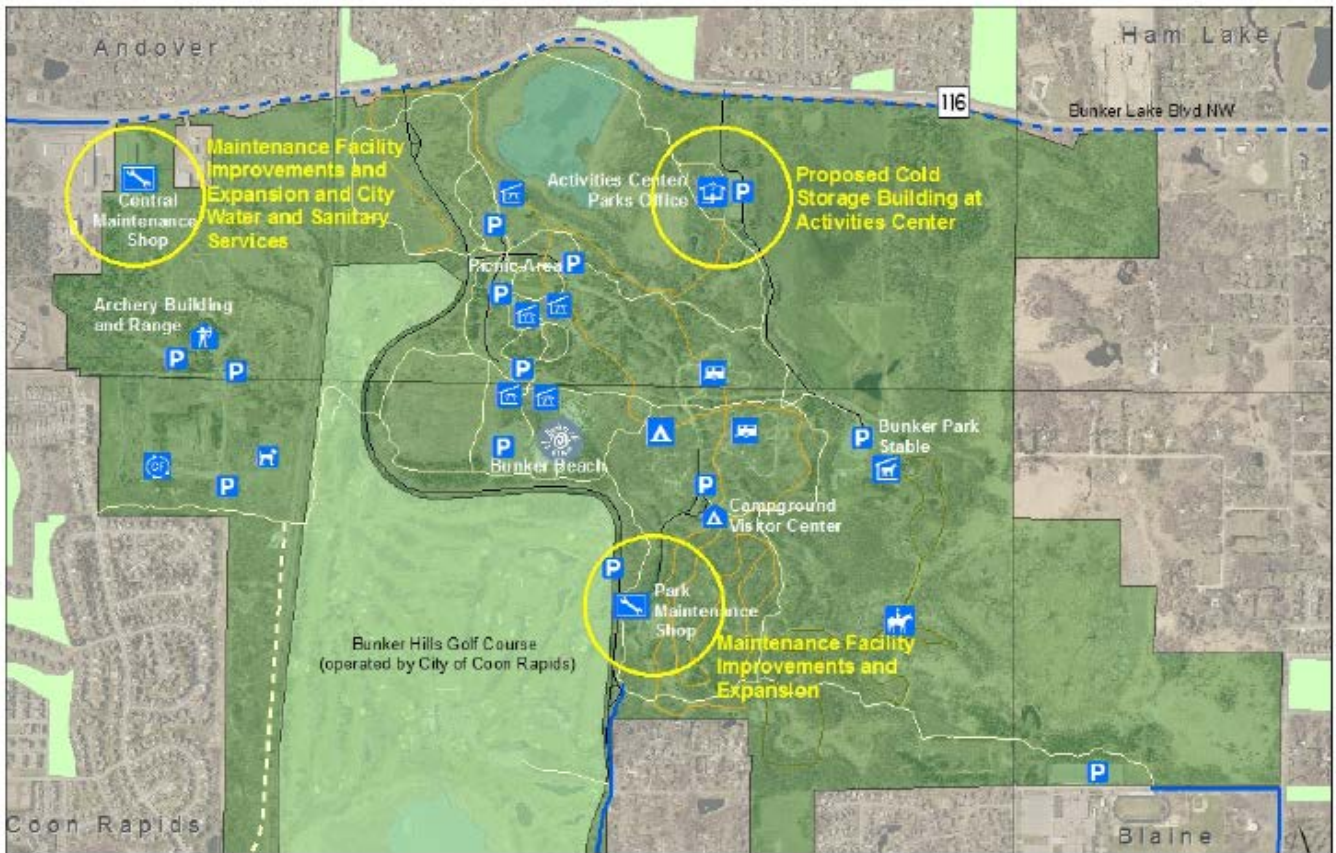 Andover
Ham Lake
116
Bunker Lake Blvd NW
Maintenance Facility
Improvements and
Expansion and City
Water and Sanitary
Services
Central
Maintenance
Shop
Activities Center/
Parks Office
P
Proposed Cold
Storage Building at
Activities Center
P
Picnic Area
P
P
Archery Building
and Range
P
P
P
Bunker Beach
P
P
Bunker Park
Stable
P
P
Campground
Visitor Center
P
Park
Maintenance
Shop
Maintenance Facility
Improvements and
Expansion
Bunker Hills Golf Course
(operated by City of Coon Rapids)
P
Coon Rapids
Blaine